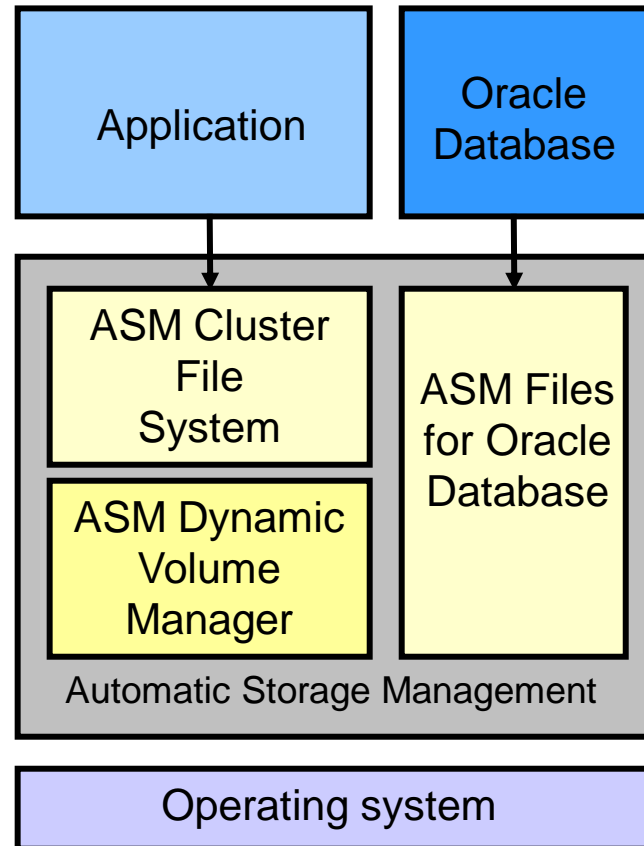 Application
Oracle
Database
ASM Cluster
File
System
ASM Files
for Oracle
Database
ASM Dynamic
Volume
Manager
Automatic Storage Management
Operating system